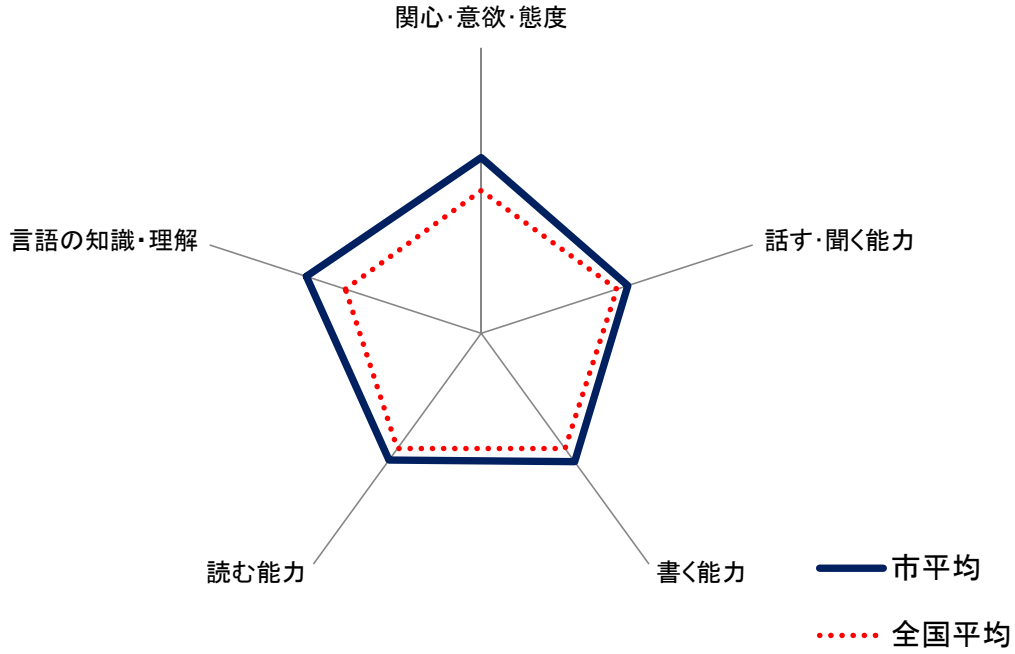 関心･意欲･態度
言語の知識・理解
話す･聞く能力
読む能力
書く能力
市平均
全国平均